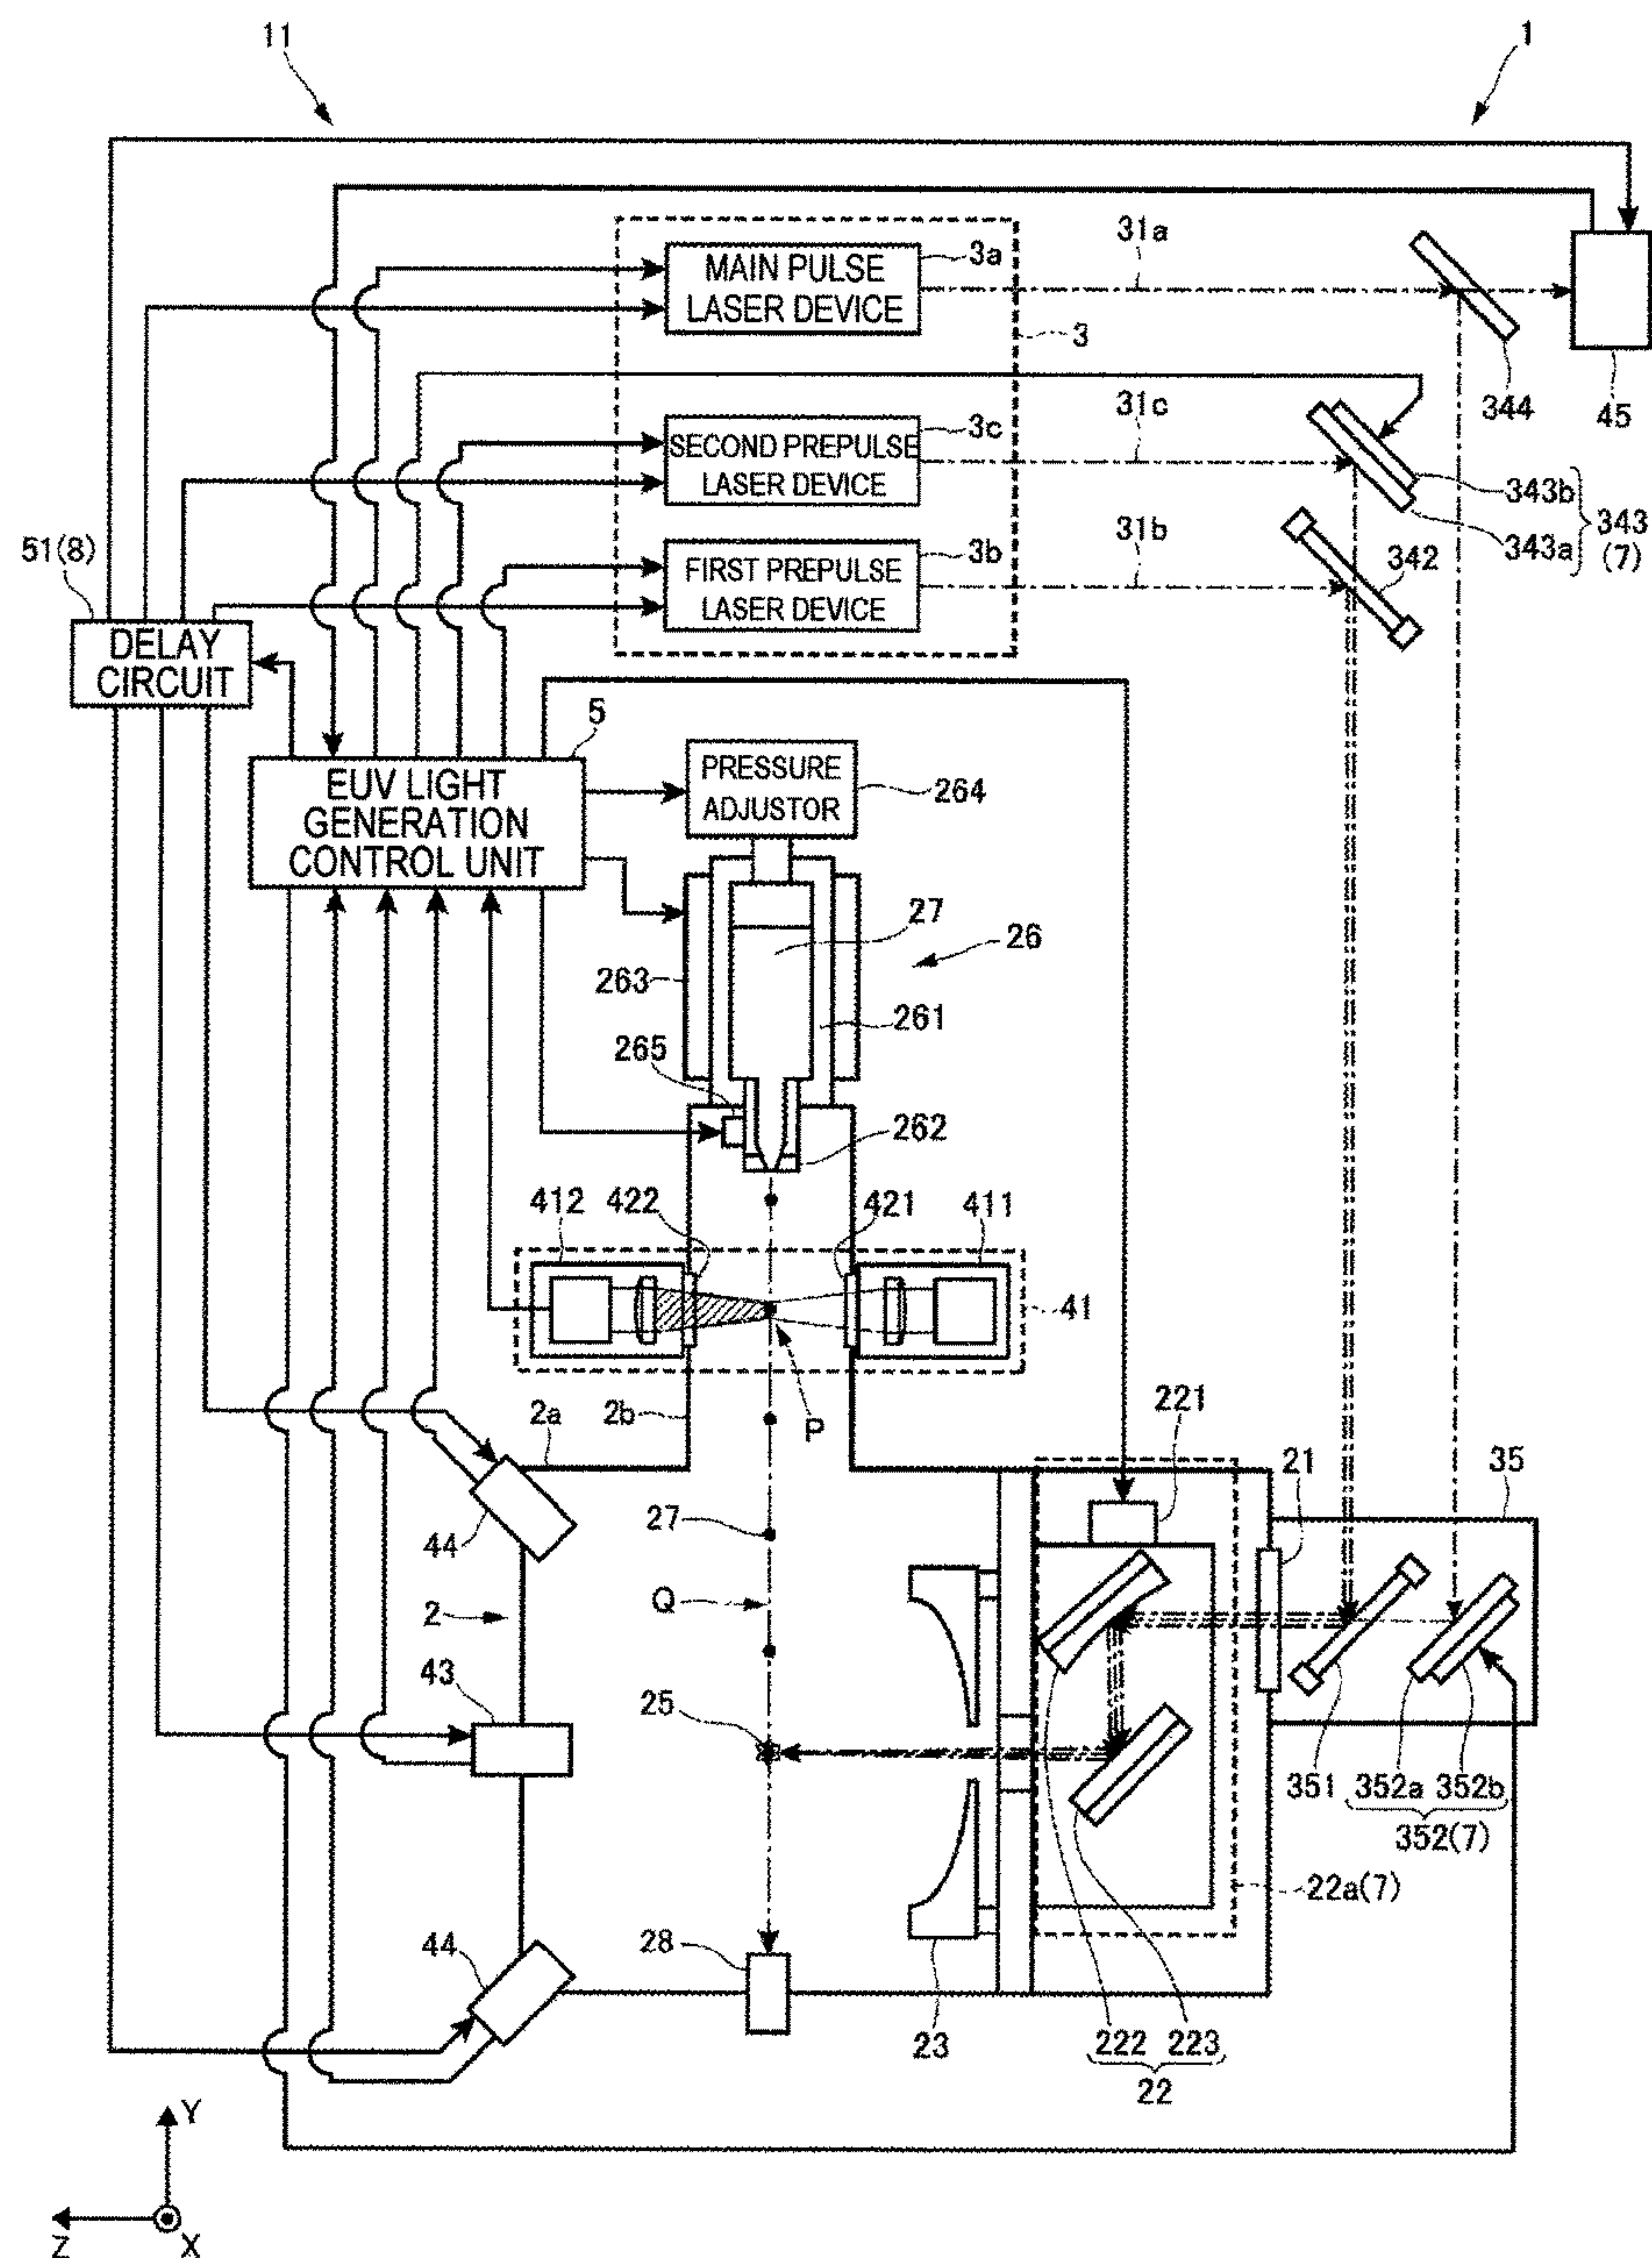 11
1
31a
3a
MAIN PULSE
LASER DEVICE
3
344
45
31c
3c
SECOND PREPULSE
LASER DEVICE
343b
343a
343
(7)
31b
3b
FIRST PREPULSE
LASER DEVICE
342
51(8)
DELAY
CIRCUIT
5
EUV LIGHT
GENERATION
CONTROL UNIT
PRESSURE
ADJUSTOR
264
27
26
263
261
265
262
412
422
421
411
41
2a
2b
P
221
21
35
44
27
Q
2
43
25
351
352a
352b
352(7)
22a(7)
44
28
23
222
223
22
Y
Z
X